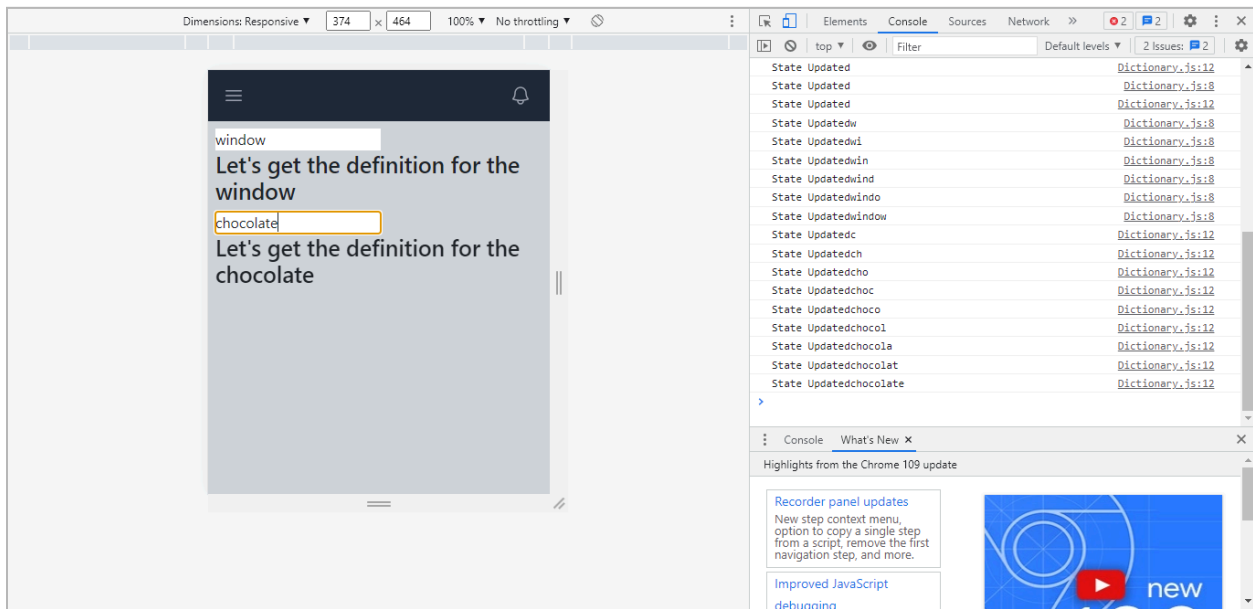 Dimensions: Responsive ▼ 374 × 464 100% ▼ No throttling ▼
window
Let's get the definition for the
window
chocolate
Let's get the definition for the
chocolate
Elements Console Sources Network » 2 2
top ▼ Filter Default levels ▼ 2 Issues: 2
State Updated Dictionary.js:12
State Updated Dictionary.js:8
State Updated Dictionary.js:12
State Updatedw Dictionary.js:8
State Updatedwi Dictionary.js:8
State Updatedwin Dictionary.js:8
State Updatedwind Dictionary.js:8
State Updatedwindo Dictionary.js:8
State Updatedwindow Dictionary.js:8
State Updatedc Dictionary.js:12
State Updatedch Dictionary.js:12
State Updatedcho Dictionary.js:12
State Updatedchoc Dictionary.js:12
State Updatedchoco Dictionary.js:12
State Updatedchocol Dictionary.js:12
State Updatedchocola Dictionary.js:12
State Updatedchocolat Dictionary.js:12
State Updatedchocolate Dictionary.js:12
>
Console What's New ×
Highlights from the Chrome 109 update
Recorder panel updates
New step context menu,
option to copy a single step
from a script, remove the first
navigation step, and more.
Improved JavaScript
debugging
new